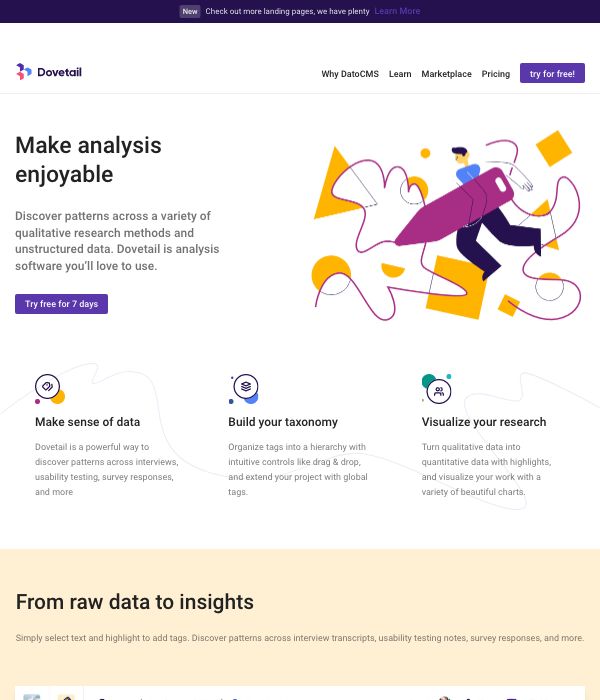 New Check out more landing pages, we have plenty Learn More
Dovetail
Why DatoCMS Learn Marketplace Pricing try for free!
Make analysis
enjoyable
Discover patterns across a variety of
qualitative research methods and
unstructured data. Dovetail is analysis
software you'll love to use.
Try free for 7 days
Make sense of data
Dovetail is a powerful way to
discover patterns across interviews,
usability testing, survey responses,
and more
Build your taxonomy
Organize tags into a hierarchy with
intuitive controls like drag & drop,
and extend your project with global
tags.
Visualize your research
Turn qualitative data into
quantitative data with highlights,
and visualize your work with a
variety of beautiful charts.
From raw data to insights
Simply select text and highlight to add tags. Discover patterns across interview transcripts, usability testing notes, survey responses, and more.